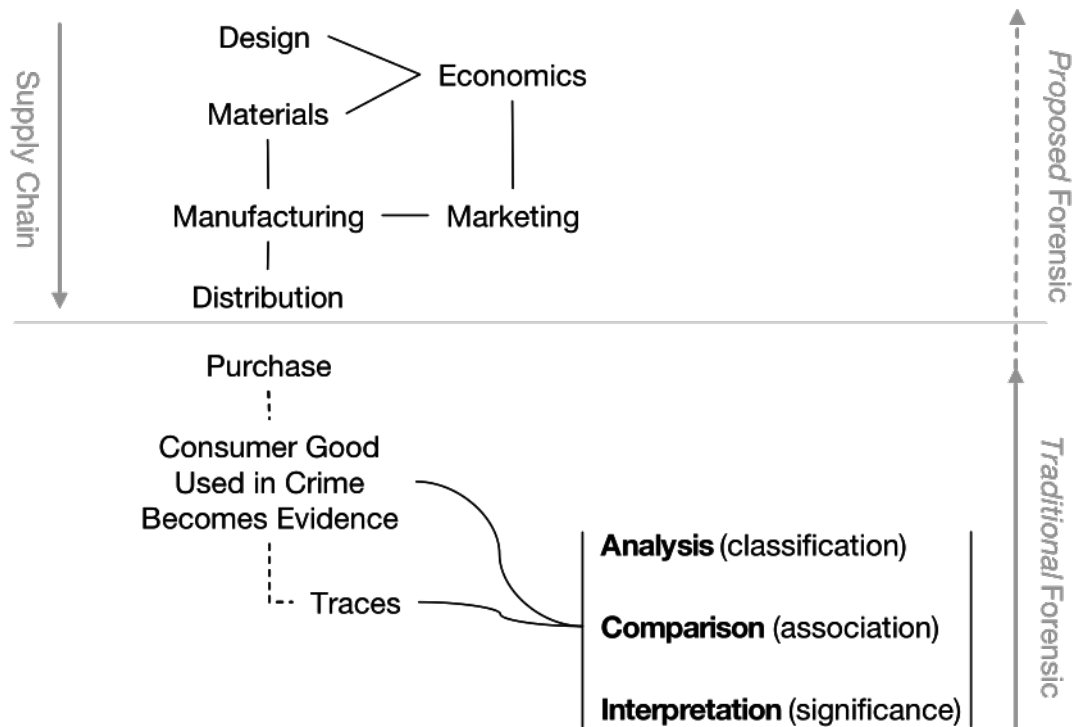 Supply Chain
Design
Economics
Materials
Manufacturing
Marketing
Distribution
Proposed Forensic
Purchase
Consumer Good
Used in Crime
Becomes Evidence
Traces
Analysis (classification)
Comparison (association)
Interpretation (significance)
Traditional Forensic